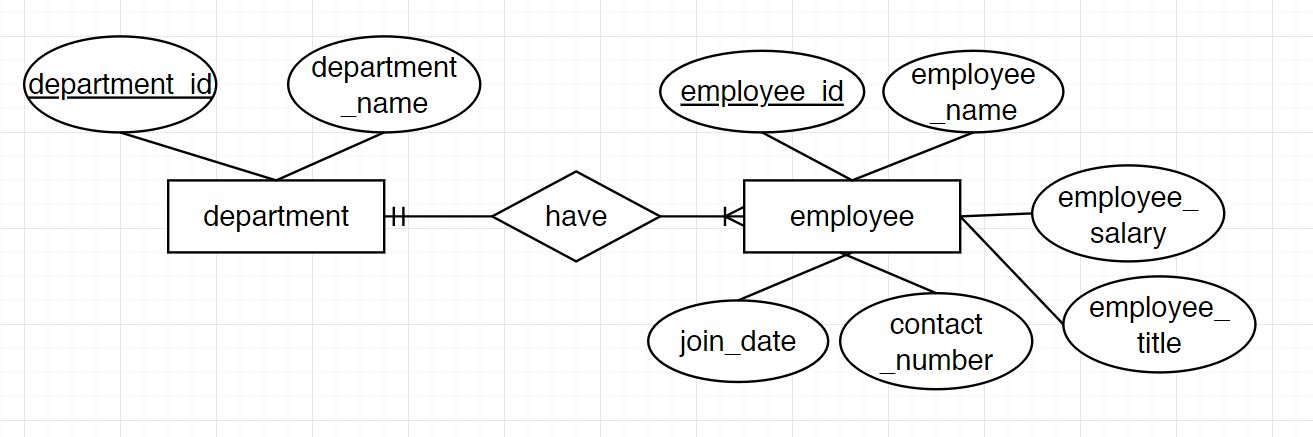 department_id
department
_name
employee_id
employee
_name
department
have
employee
employee_
salary
employee_
title
join_date
contact
_number